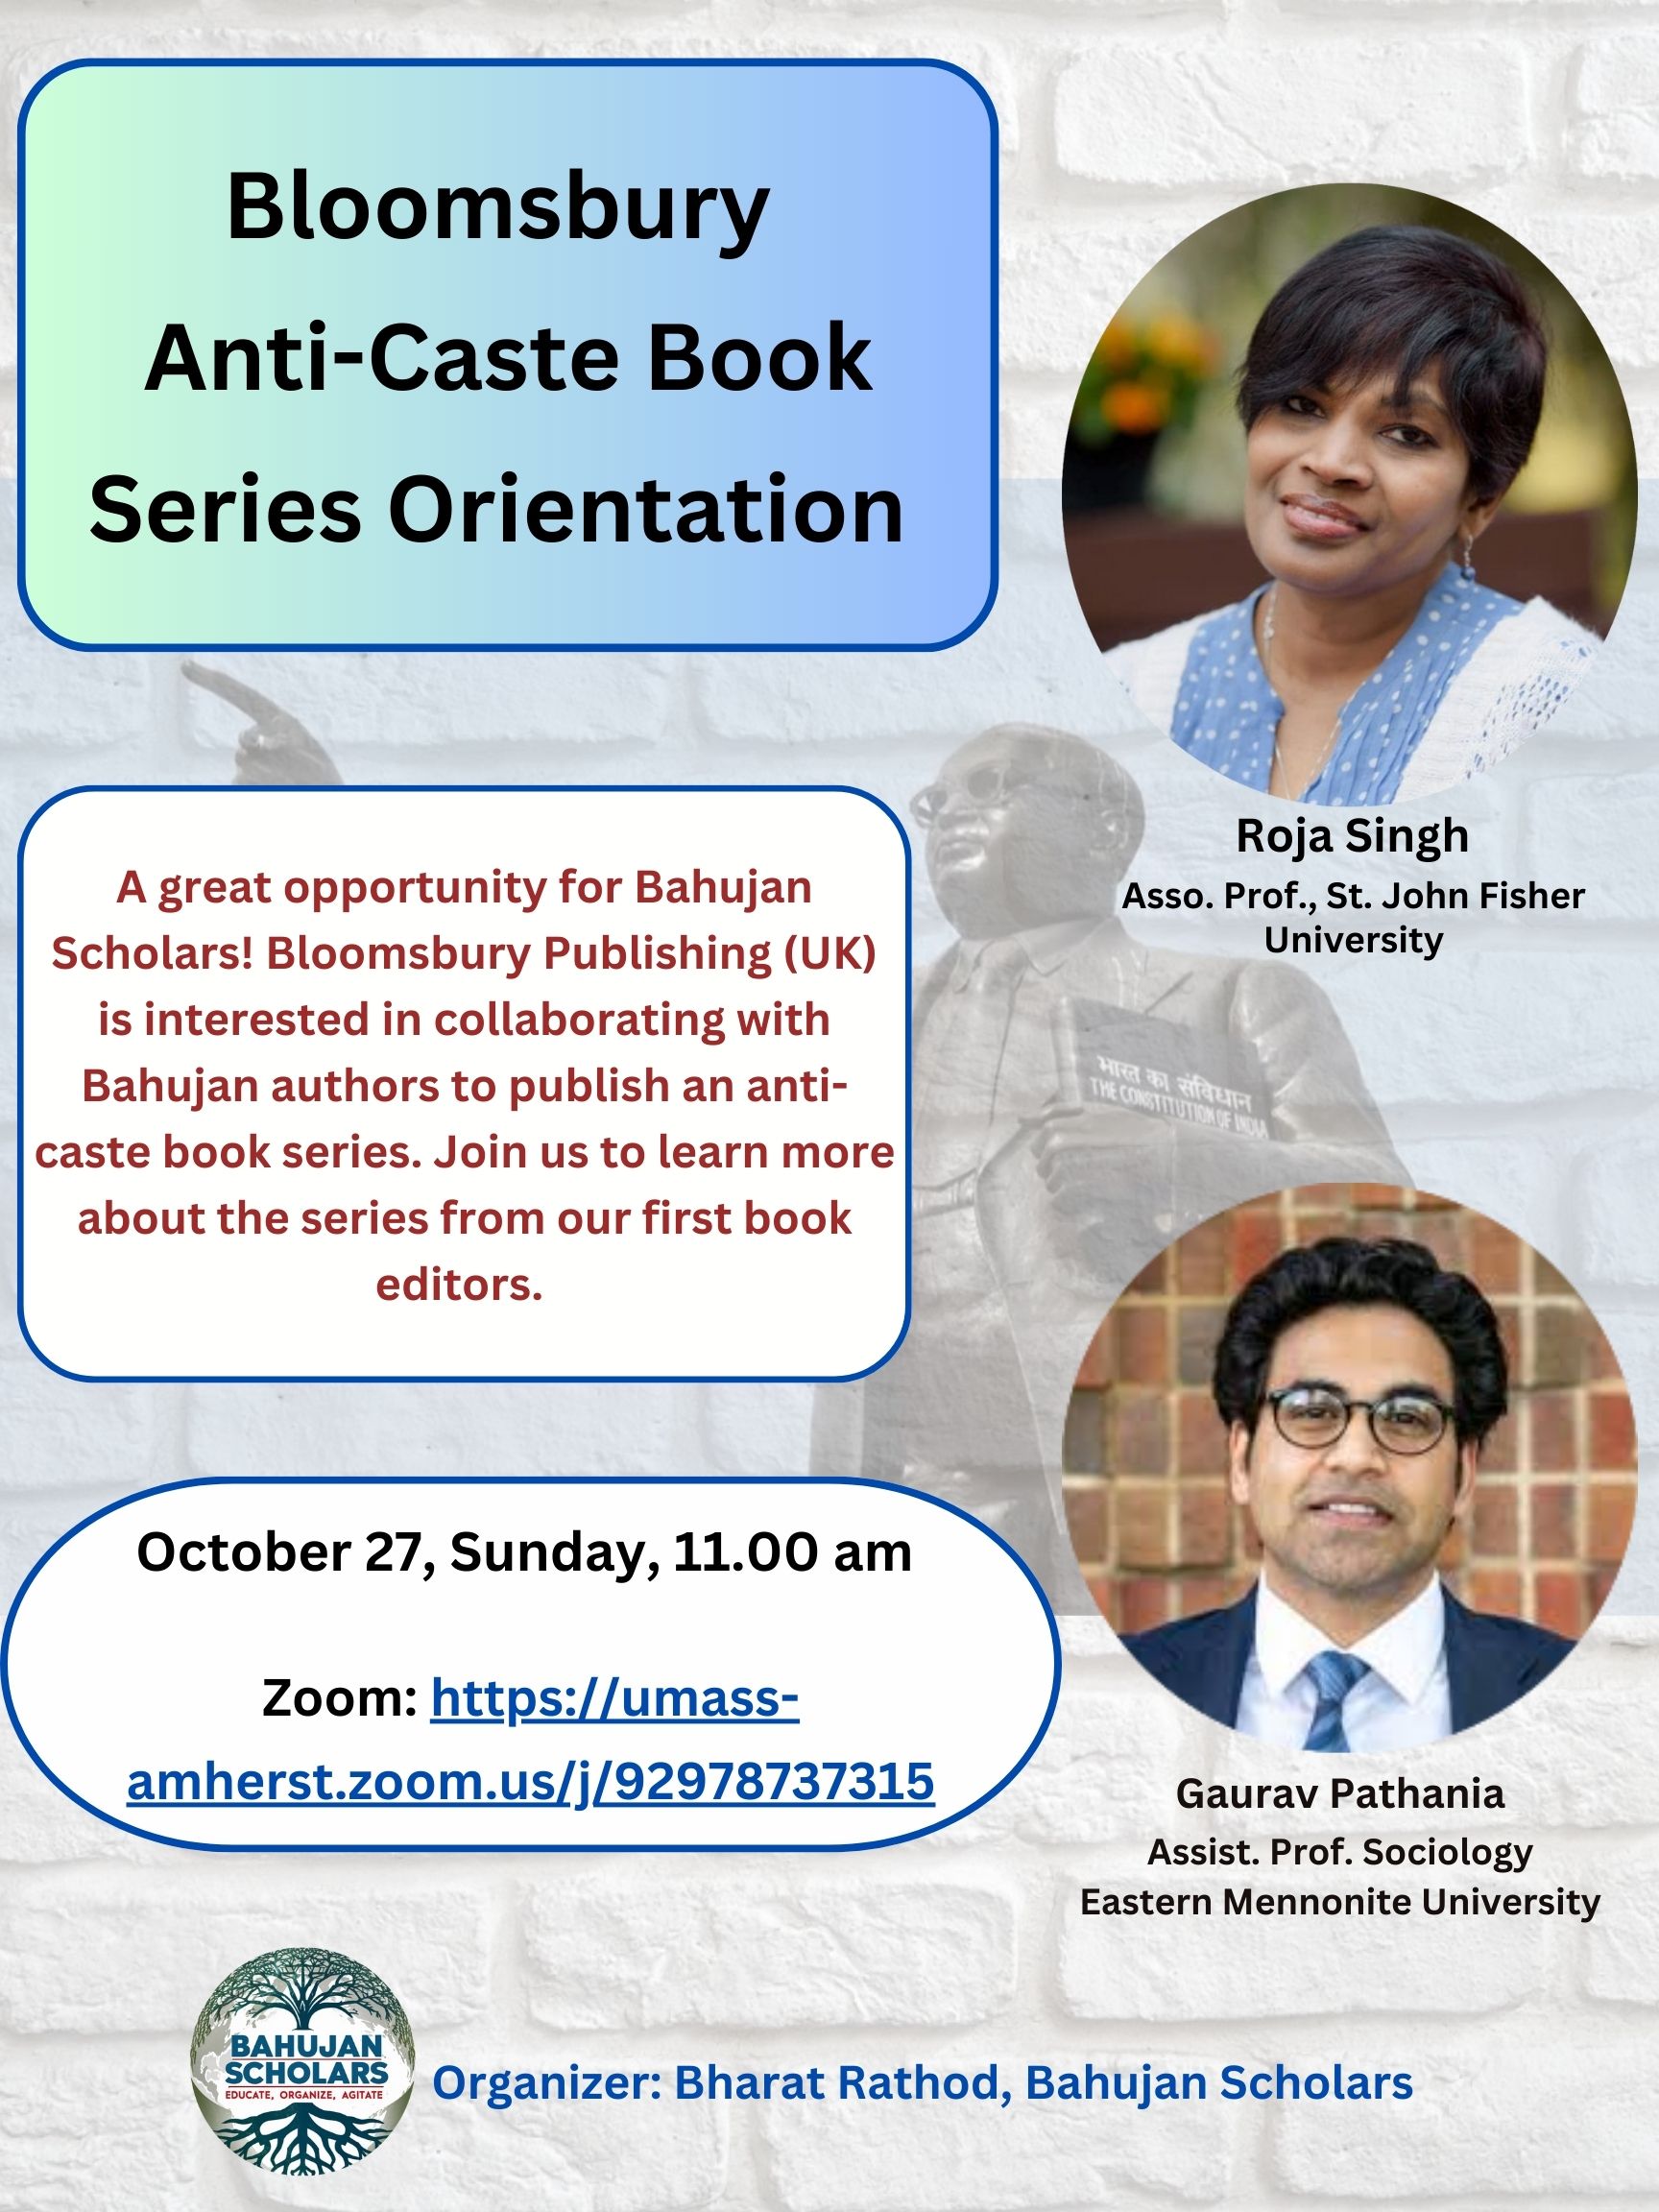 Bloomsbury
Anti-Caste Book
Series Orientation
Roja Singh
Asso. Prof., St. John Fisher
University
A great opportunity for Bahujan
Scholars! Bloomsbury Publishing (UK)
is interested in collaborating with
Bahujan authors to publish an anti-
caste book series. Join us to learn more
about the series from our first book
editors.
भारत का संविधान
THE CONSTITUTION OF INDIA
October 27, Sunday, 11.00 am
Zoom: https://umass-
amherst.zoom.us/j/92978737315
Gaurav Pathania
Assist. Prof. Sociology
Eastern Mennonite University
BAHUJAN
SCHOLARS
EDUCATE, ORGANIZE, AGITATE
Organizer: Bharat Rathod, Bahujan Scholars